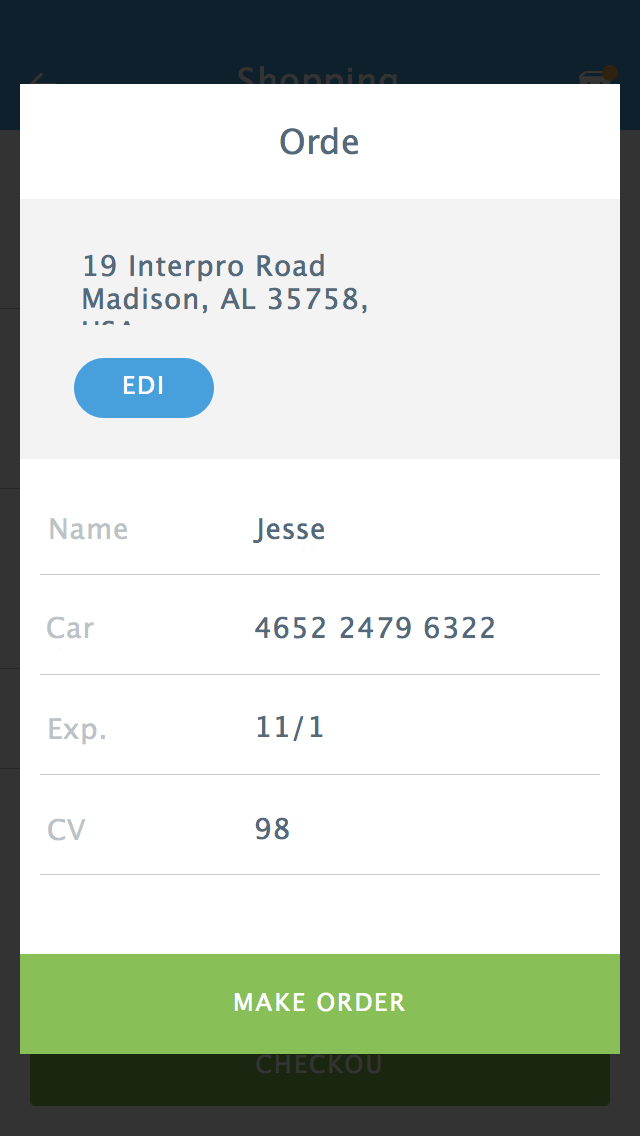 Shopping
Orde
19 Interpro Road
Madison, AL 35758,
USA
EDI
Name Jesse
Car 4652 2479 6322
Exp. 11/1
CV 98
MAKE ORDER
CHECKOU